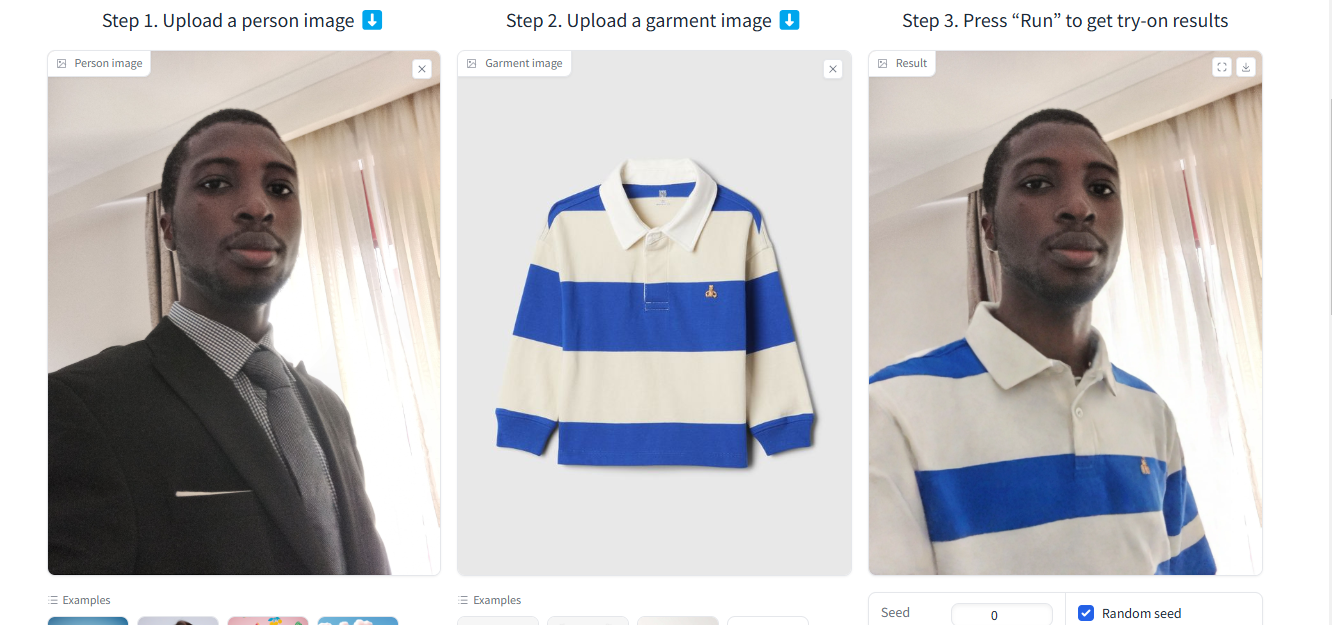 Step 1. Upload a person image ⬇️
Step 2. Upload a garment image ⬇️
Step 3. Press “Run” to get try-on results
Person image
Garment image
Result
Examples
Examples
Seed
0
Random seed